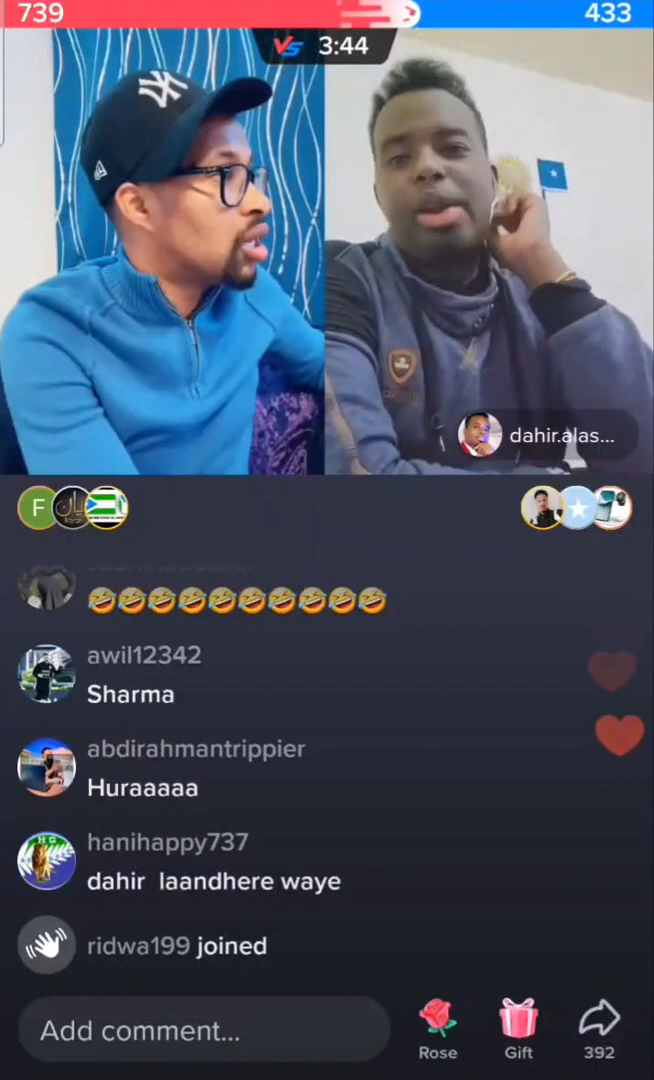 739
433
VS 3:44
dahir.alas...
F
awil12342
Sharma
abdirahmantrippier
Huraaaaa
hanihappy737
dahir laandhere waye
ridwa199 joined
Add comment...
Rose
Gift
392